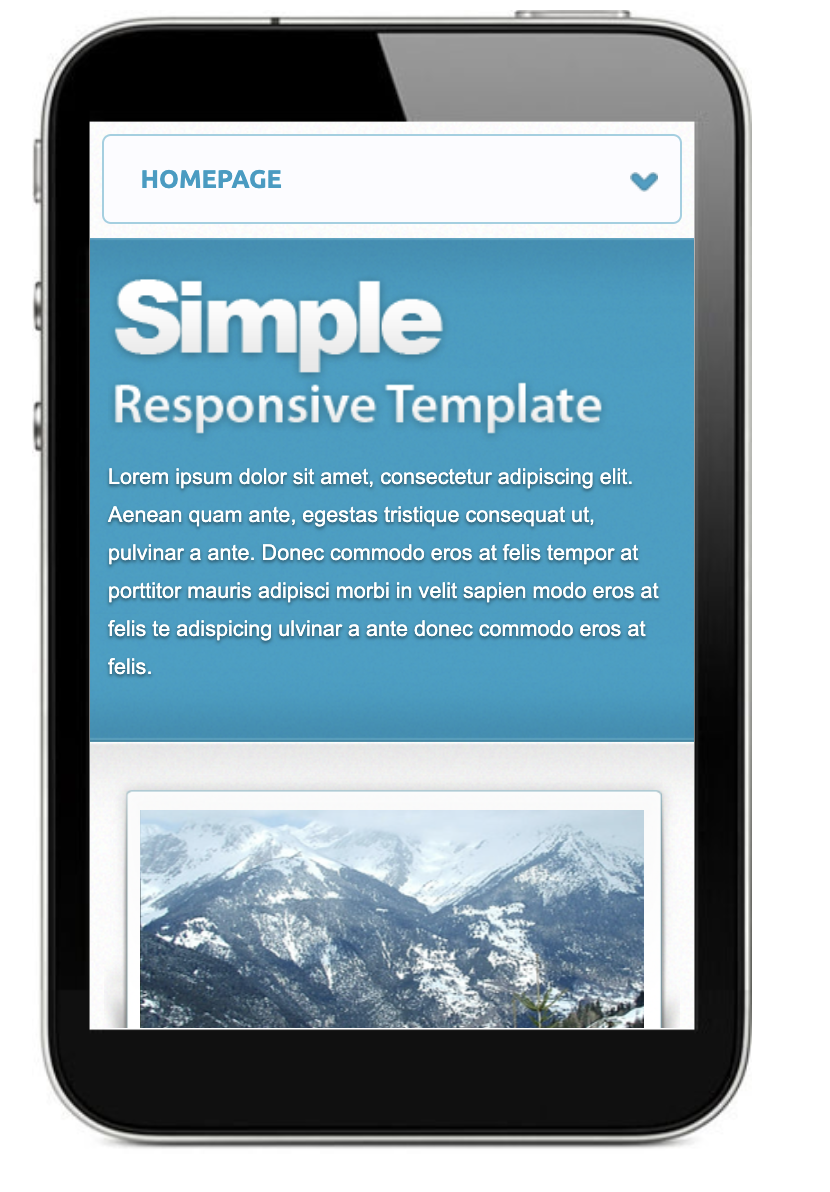 HOMEPAGE
Simple
Responsive Template
Lorem ipsum dolor sit amet, consectetur adipiscing elit.
Aenean quam ante, egestas tristique consequat ut,
pulvinar a ante. Donec commodo eros at felis tempor at
porttitor mauris adipisci morbi in velit sapien modo eros at
felis te adispicing ulvinar a ante donec commodo eros at
felis.